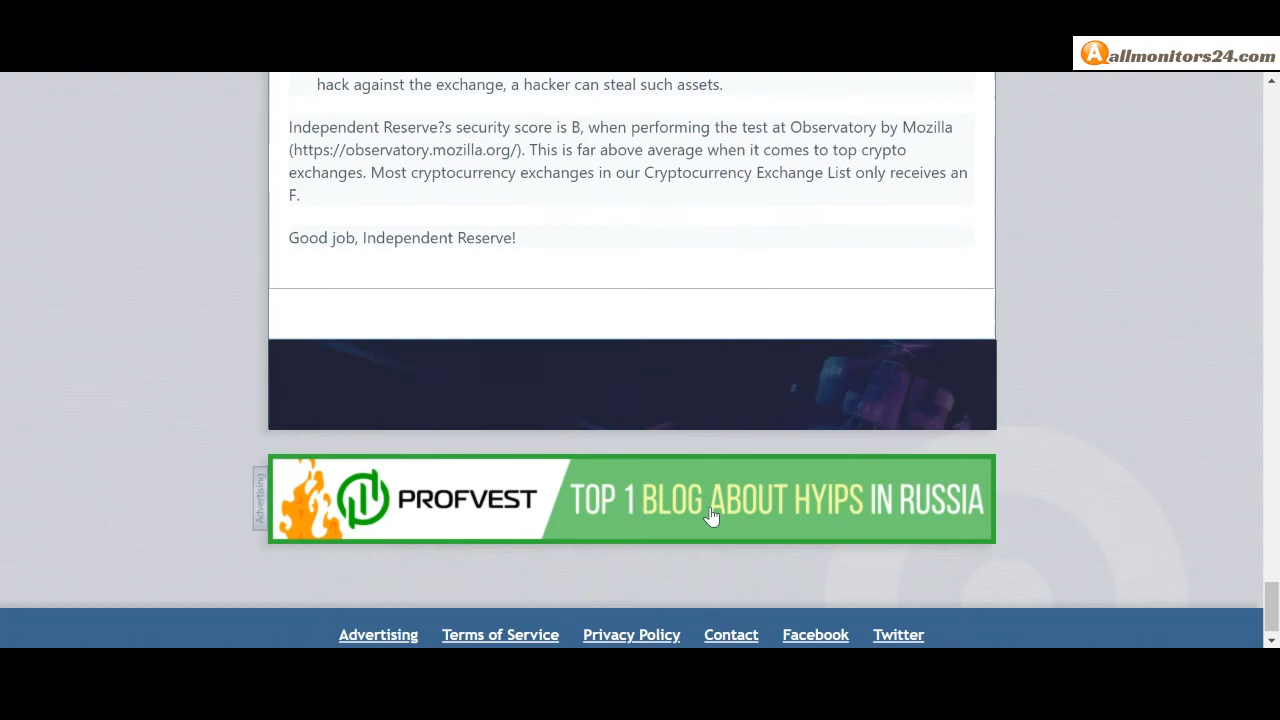 Aallmonitors24.com
hack against the exchange, a hacker can steal such assets.
Independent Reserve?s security score is B, when performing the test at Observatory by Mozilla
(https://observatory.mozilla.org/). This is far above average when it comes to top crypto
exchanges. Most cryptocurrency exchanges in our Cryptocurrency Exchange List only receives an
F.
Good job, Independent Reserve!
Advertising
PROFVEST
TOP 1 BLOG ABOUT HYIPS IN RUSSIA
Advertising Terms of Service Privacy Policy Contact Facebook Twitter